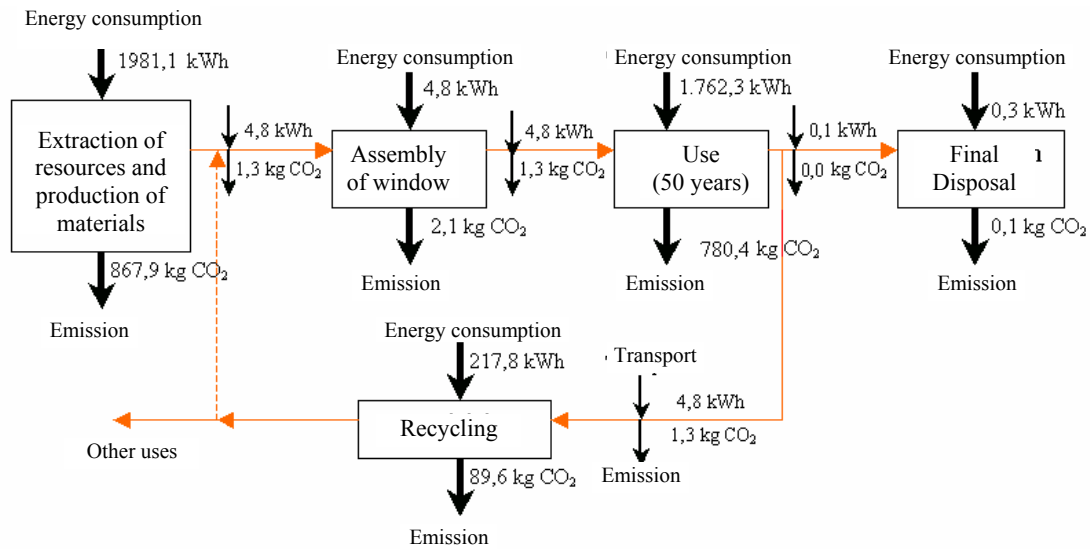 Energy consumption
1981,1 kWh
Extraction of
resources and
production of
materials
867,9 kg CO₂
Emission
4,8 kWh
1,3 kg CO₂
Energy consumption
4,8 kWh
Assembly
of window
2,1 kg CO₂
Emission
4,8 kWh
1,3 kg CO₂
Energy consumption
1.762,3 kWh
Use
(50 years)
780,4 kg CO₂
Emission
0,1 kWh
0,0 kg CO₂
Energy consumption
0,3 kWh
Final
Disposal
0,1 kg CO₂
Emission
Energy consumption
217,8 kWh
Recycling
89,6 kg CO₂
Emission
Transport
4,8 kWh
1,3 kg CO₂
Emission
Other uses